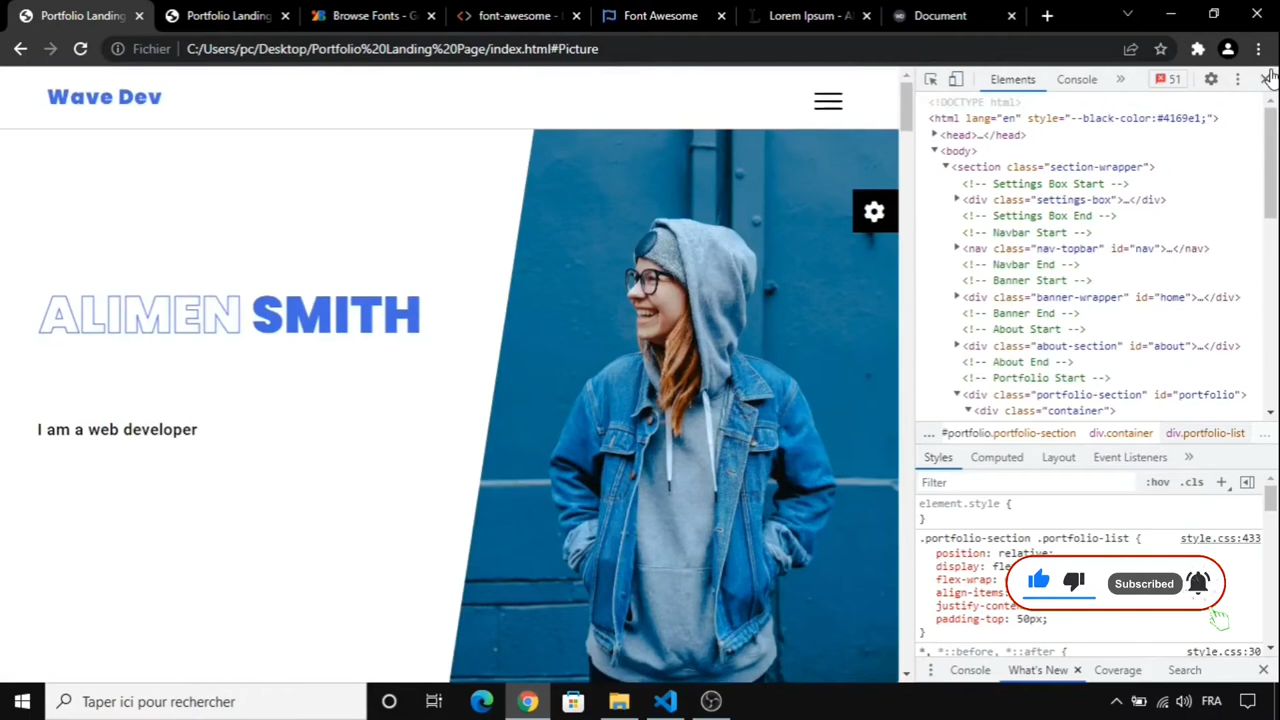 Portfolio Landing
Portfolio Landing
Browse Fonts - G
font-awesome -
Font Awesome
Lorem Ipsum - A
Document
Fichier
C:/Users/pc/Desktop/Portfolio%20Landing%20Page/index.html#Picture
Wave Dev
ALIMEN SMITH
I am a web developer
Elements
Console
51
<!DOCTYPE html>
<html lang="en" style="--black-color:#4169e1;">
<head>…</head>
<body>
<section class="section-wrapper">
<!-- Settings Box Start -->
<div class="settings-box">…</div>
<!-- Settings Box End -->
<!-- Navbar Start -->
<nav class="nav-topbar" id="nav">…</nav>
<!-- Navbar End -->
<!-- Banner Start -->
<div class="banner-wrapper" id="home">…</div>
<!-- Banner End -->
<!-- About Start -->
<div class="about-section" id="about">…</div>
<!-- About End -->
<!-- Portfolio Start -->
<div class="portfolio-section" id="portfolio">
<div class="container">
… #portfolio.portfolio-section div.container div.portfolio-list …
Styles Computed Layout Event Listeners
Filter :hov .cls
element.style {
}
.portfolio-section .portfolio-list { style.css:433
position: relative;
display:
flex-wrap:
align-items:
padding-top: 50px;
}
*, *::before, *::after { style.css:30
Subscribed
Console What's New Coverage Search
Taper ici pour rechercher
FRA